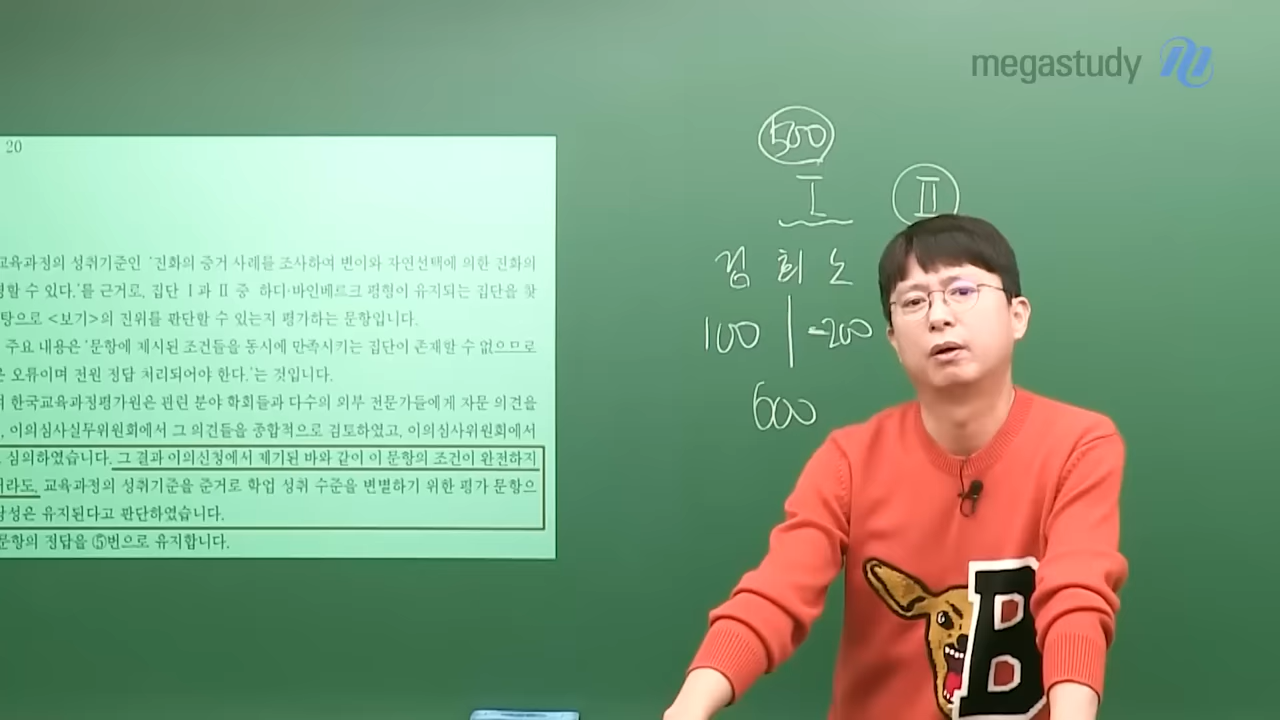 megastudy
20
교육과정의 성취기준인 '진화의 증거 사례를 조사하여 변이와 자연선택에 의한 진화의
명할 수 있다.'를 근거로, 집단 Ⅰ과 Ⅱ 중 하디·바인베르크 평형이 유지되는 집단을 찾
탕으로 <보기>의 진위를 판단할 수 있는지 평가하는 문항입니다.
주요 내용은 '문항에 제시된 조건들을 동시에 만족시키는 집단이 존재할 수 없으므로
은 오류이며 전원 정답 처리되어야 한다.'는 것입니다.
한국교육과정평가원은 관련 분야 학회들과 다수의 외부 전문가들에게 자문 의견을
, 이의심사실무위원회에서 그 의견들을 종합적으로 검토하였고, 이의심사위원회에서
심의하였습니다. 그 결과 이의신청에서 제기된 바와 같이 이 문항의 조건이 완전하지
더라도, 교육과정의 성취기준을 준거로 학업 성취 수준을 변별하기 위한 평가 문항으
당성은 유지된다고 판단하였습니다.
문항의 정답을 ⑤번으로 유지합니다.
500
Ⅰ Ⅱ
검 회 노
100 -200
600
B